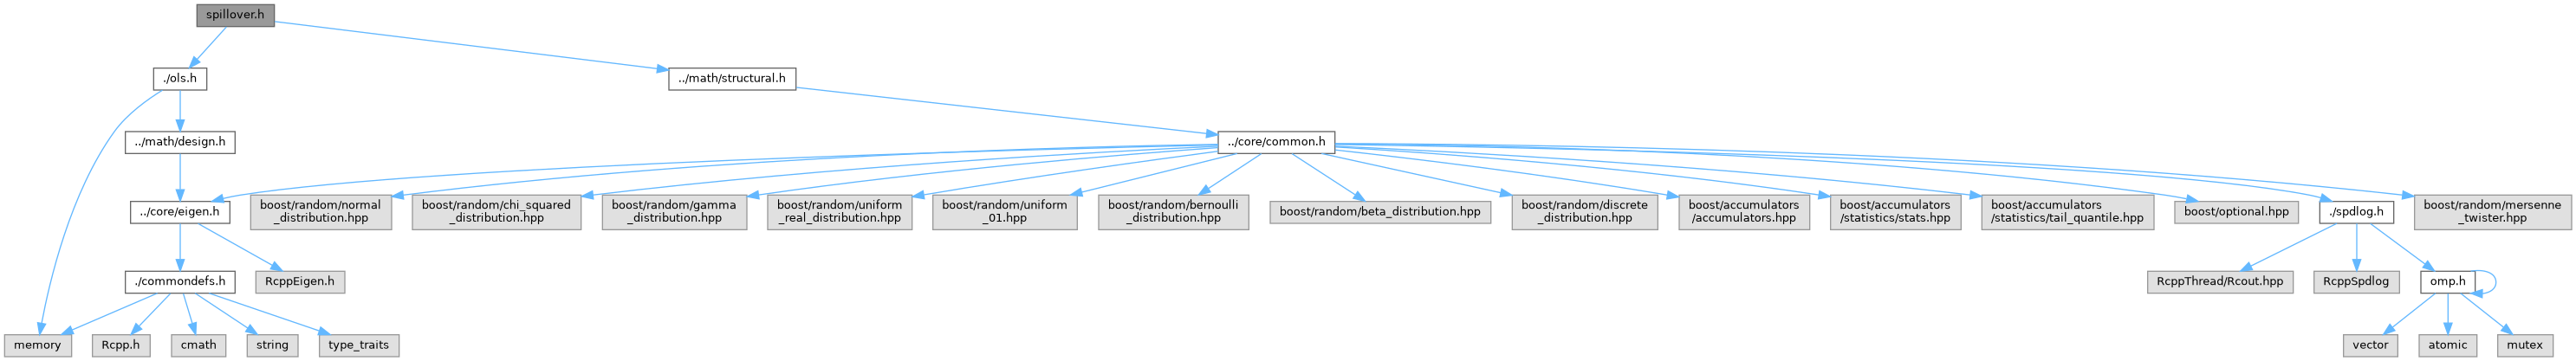 spillover.h
./ols.h
../math/structural.h
../math/design.h
../core/common.h
../core/eigen.h
boost/random/normal
_distribution.hpp
boost/random/chi_squared
_distribution.hpp
boost/random/gamma
_distribution.hpp
boost/random/uniform
_real_distribution.hpp
boost/random/uniform
_01.hpp
boost/random/bernoulli
_distribution.hpp
boost/random/beta_distribution.hpp
boost/random/discrete
_distribution.hpp
boost/accumulators
/accumulators.hpp
boost/accumulators
/statistics/stats.hpp
boost/accumulators
/statistics/tail_quantile.hpp
boost/optional.hpp
./spdlog.h
boost/random/mersenne
_twister.hpp
./commondefs.h
RcppEigen.h
RcppThread/Rcout.hpp
RcppSpdlog
omp.h
memory
Rcpp.h
cmath
string
type_traits
vector
atomic
mutex